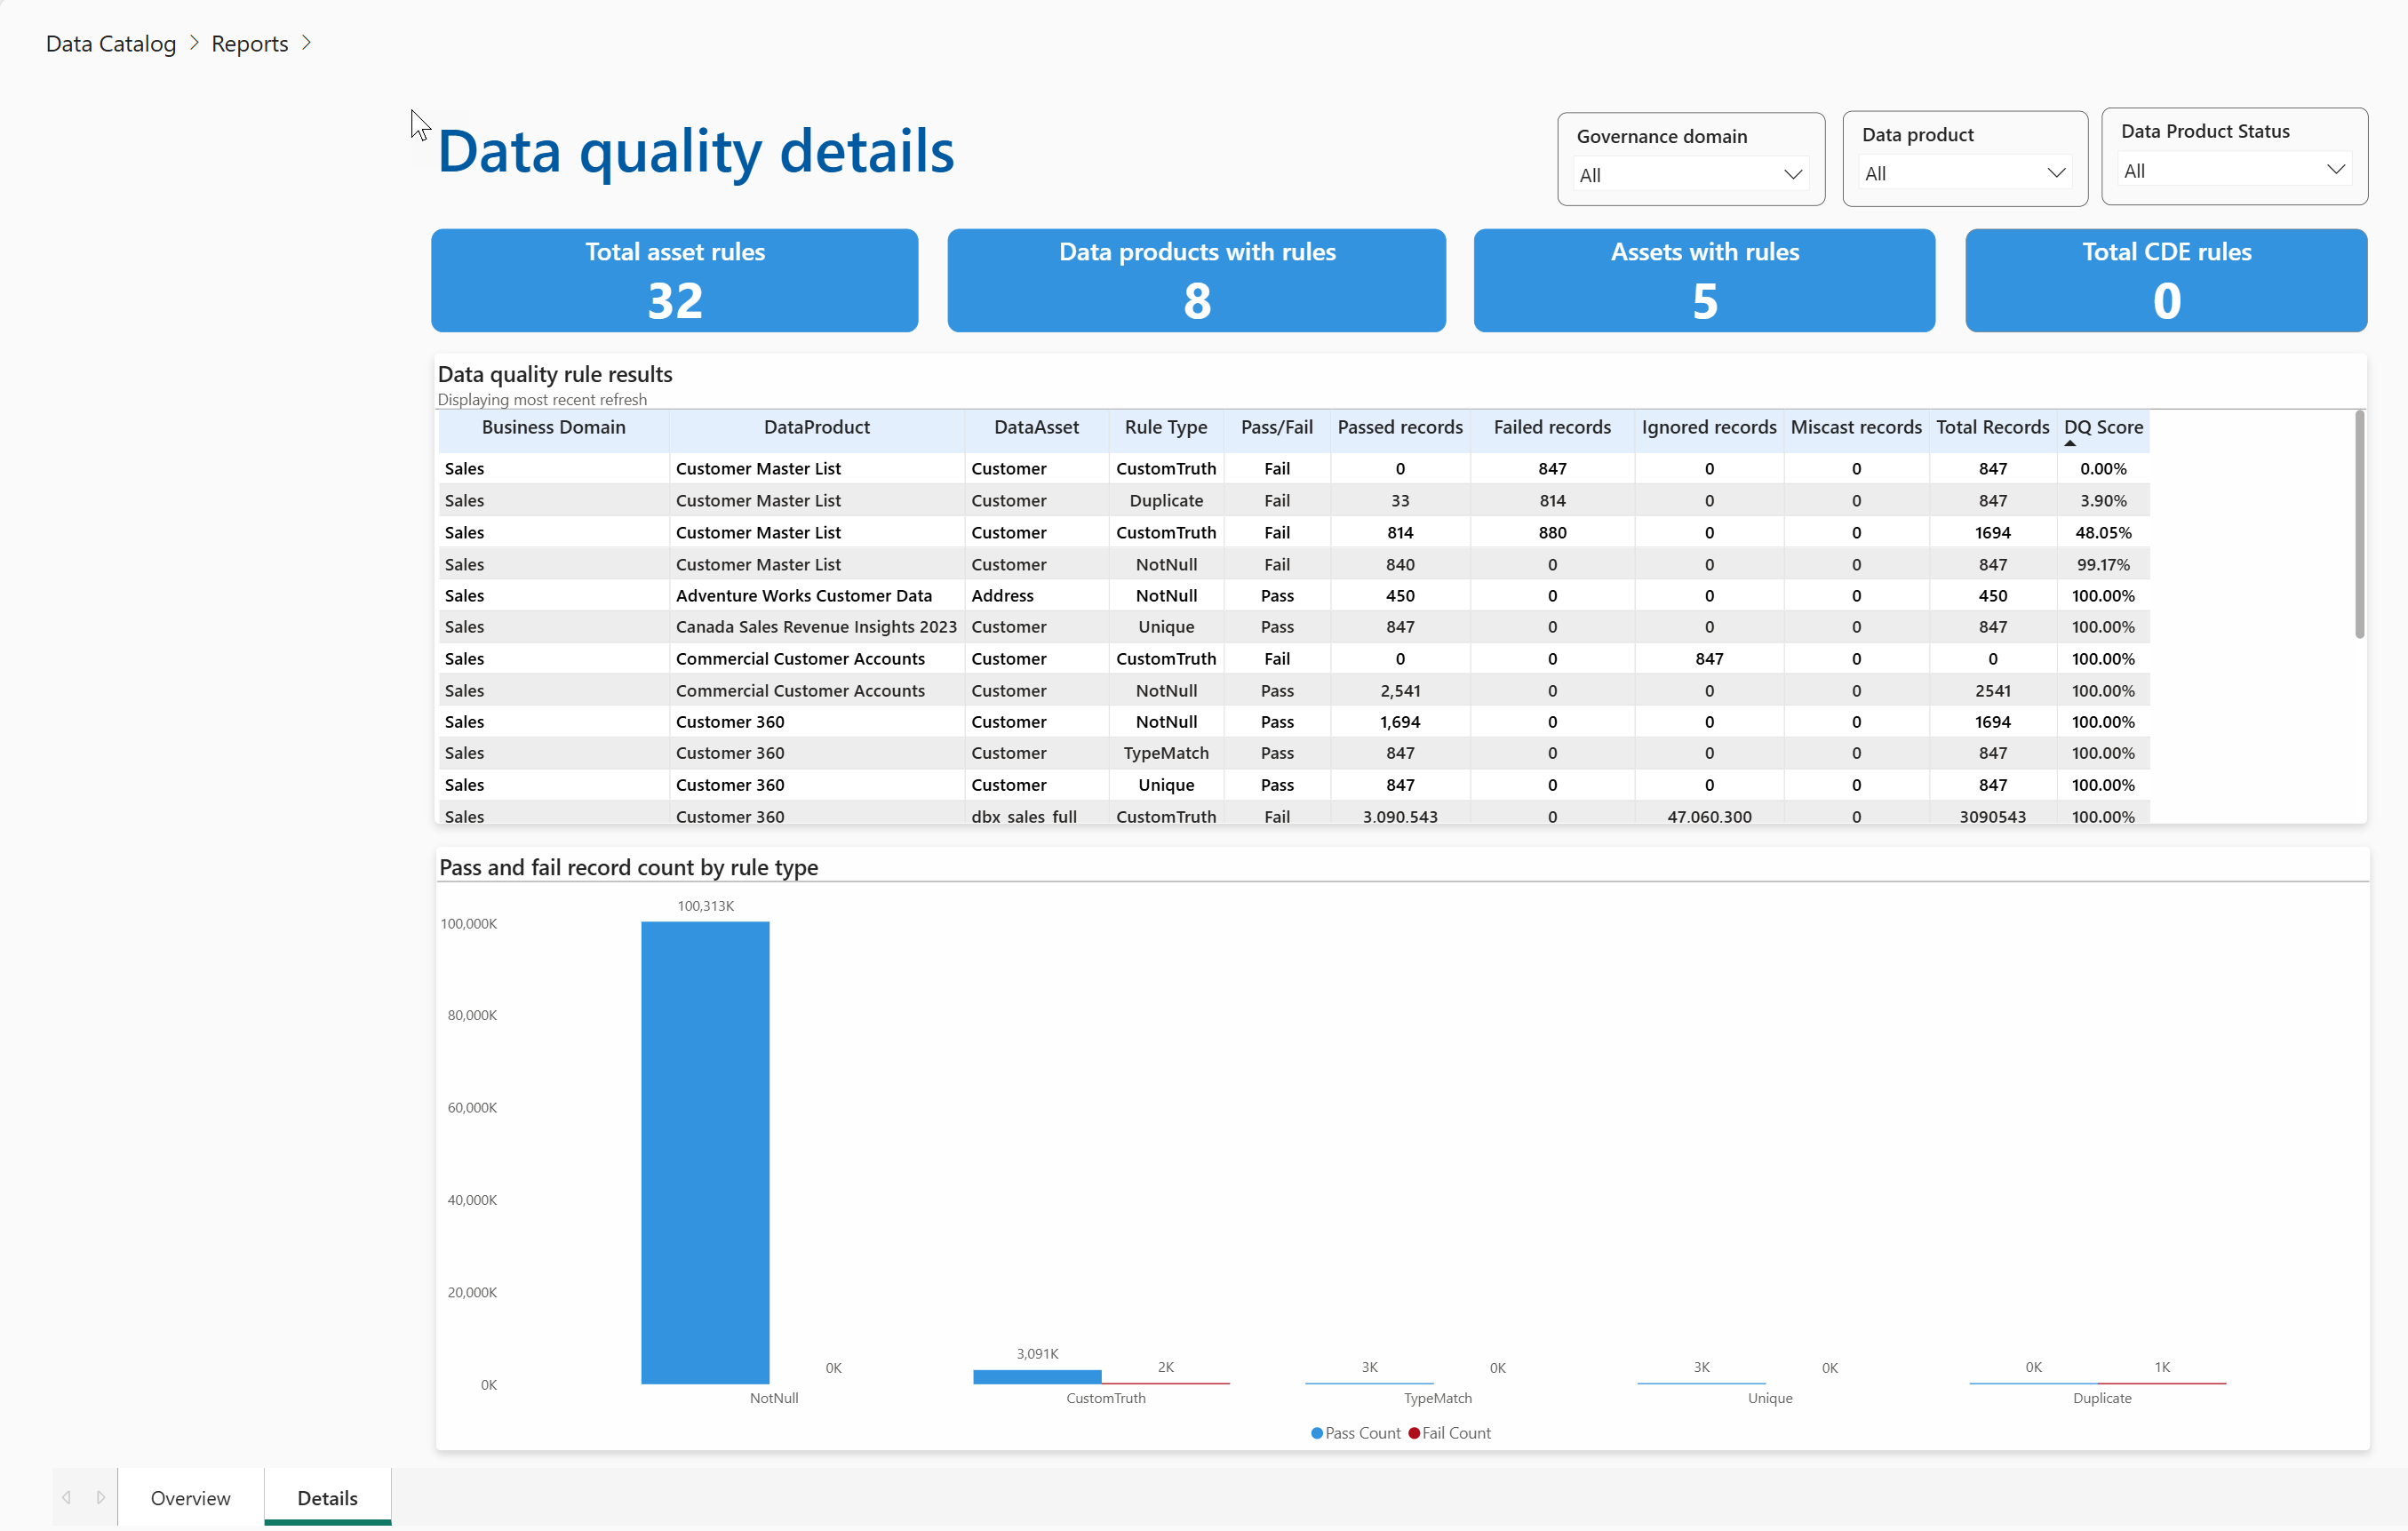 Data Catalog > Reports >
Data quality details
Governance domain
All
Data product
All
Data Product Status
All
Total asset rules
32
Data products with rules
8
Assets with rules
5
Total CDE rules
0
Data quality rule results
Displaying most recent refresh
Business Domain DataProduct DataAsset Rule Type Pass/Fail Passed records Failed records Ignored records Miscast records Total Records DQ Score
Sales Customer Master List Customer CustomTruth Fail 0 847 0 0 847 0.00%
Sales Customer Master List Customer Duplicate Fail 33 814 0 0 847 3.90%
Sales Customer Master List Customer CustomTruth Fail 814 880 0 0 1694 48.05%
Sales Customer Master List Customer NotNull Fail 840 0 0 0 847 99.17%
Sales Adventure Works Customer Data Address NotNull Pass 450 0 0 0 450 100.00%
Sales Canada Sales Revenue Insights 2023 Customer Unique Pass 847 0 0 0 847 100.00%
Sales Commercial Customer Accounts Customer CustomTruth Fail 0 0 847 0 0 100.00%
Sales Commercial Customer Accounts Customer NotNull Pass 2,541 0 0 0 2541 100.00%
Sales Customer 360 Customer NotNull Pass 1,694 0 0 0 1694 100.00%
Sales Customer 360 Customer TypeMatch Pass 847 0 0 0 847 100.00%
Sales Customer 360 Customer Unique Pass 847 0 0 0 847 100.00%
Sales Customer 360 dbx_sales_full CustomTruth Fail 3,090,543 0 47,060,300 0 3090543 100.00%
Pass and fail record count by rule type
100,000K
80,000K
60,000K
40,000K
20,000K
0K
100,313K
0K
3,091K
2K
3K
0K
3K
0K
0K
1K
NotNull
CustomTruth
TypeMatch
Unique
Duplicate
Pass Count Fail Count
Overview
Details